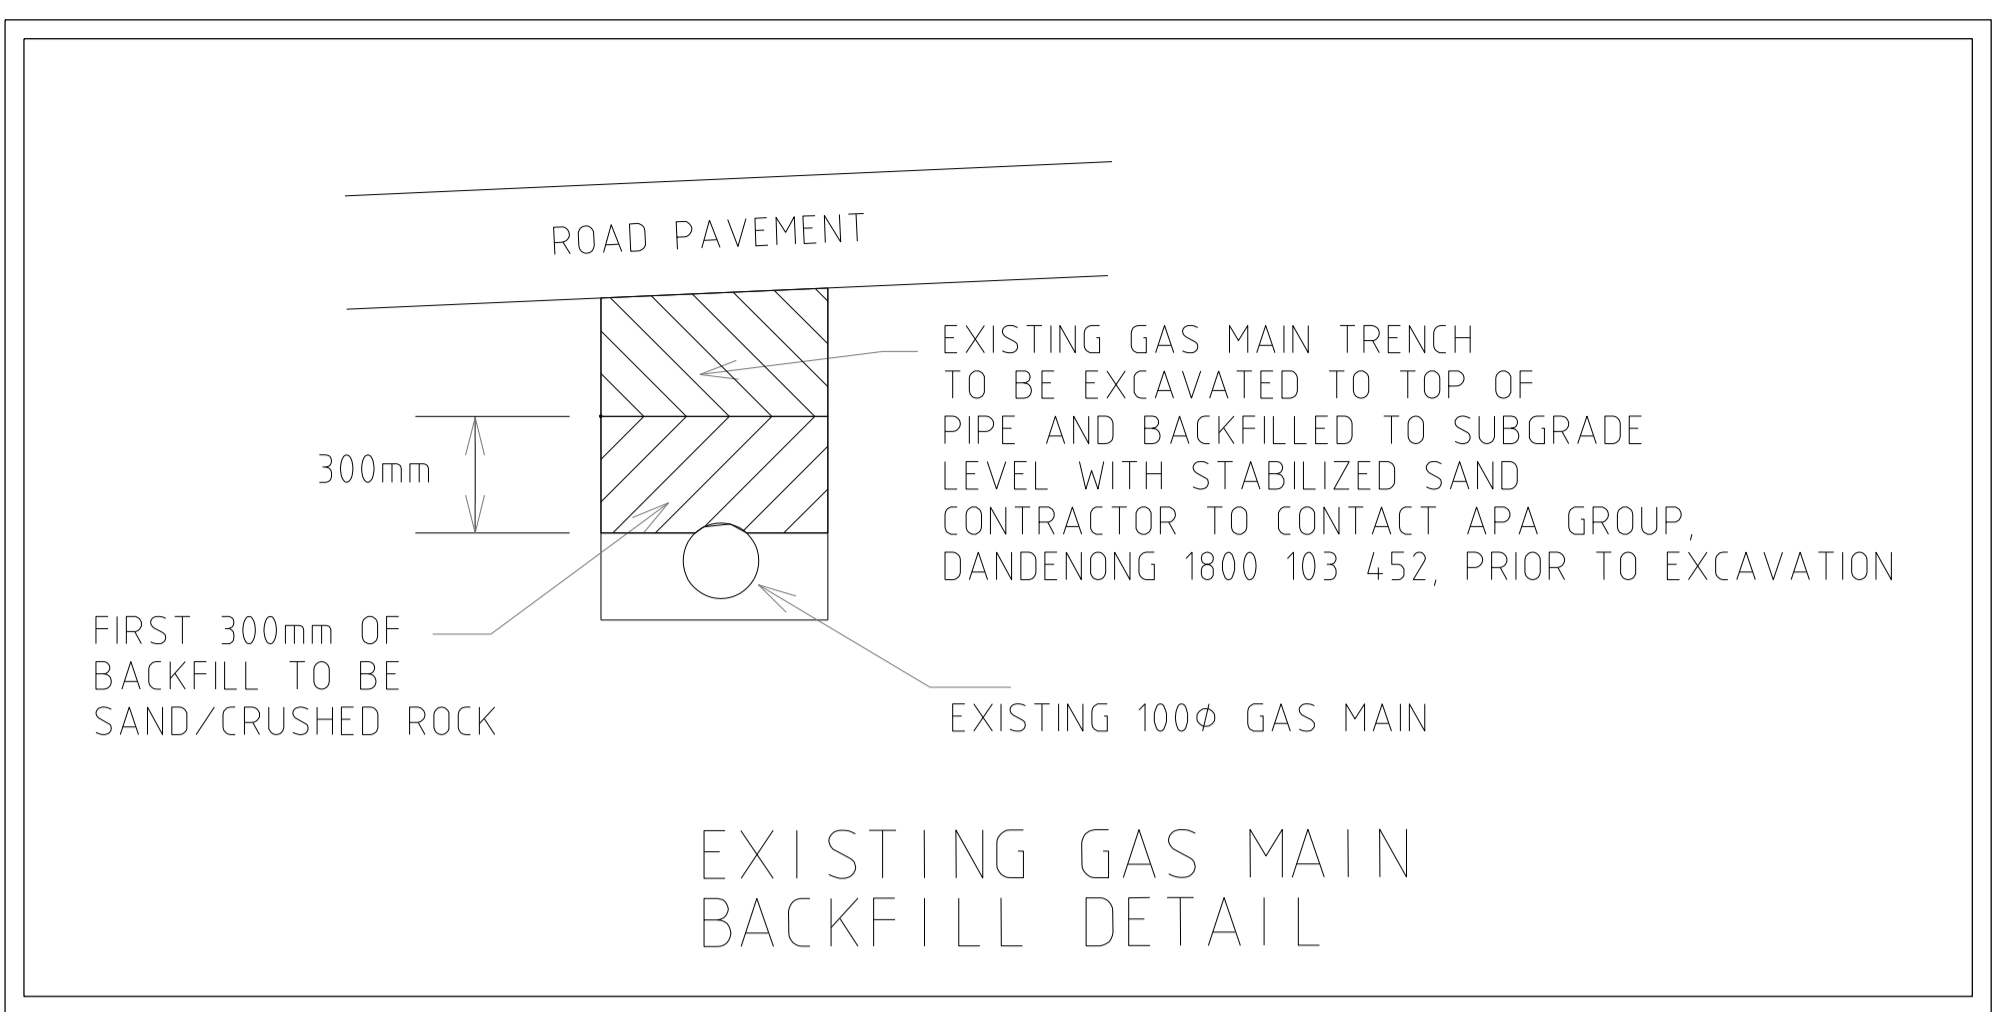 ROAD PAVEMENT
EXISTING GAS MAIN TRENCH
TO BE EXCAVATED TO TOP OF
PIPE AND BACKFILLED TO SUBGRADE
LEVEL WITH STABILIZED SAND
CONTRACTOR TO CONTACT APA GROUP,
DANDENONG 1800 103 452, PRIOR TO EXCAVATION
300mm
FIRST 300mm OF
BACKFILL TO BE
SAND/CRUSHED ROCK
EXISTING 100ϕ GAS MAIN
EXISTING GAS MAIN
BACKFILL DETAIL